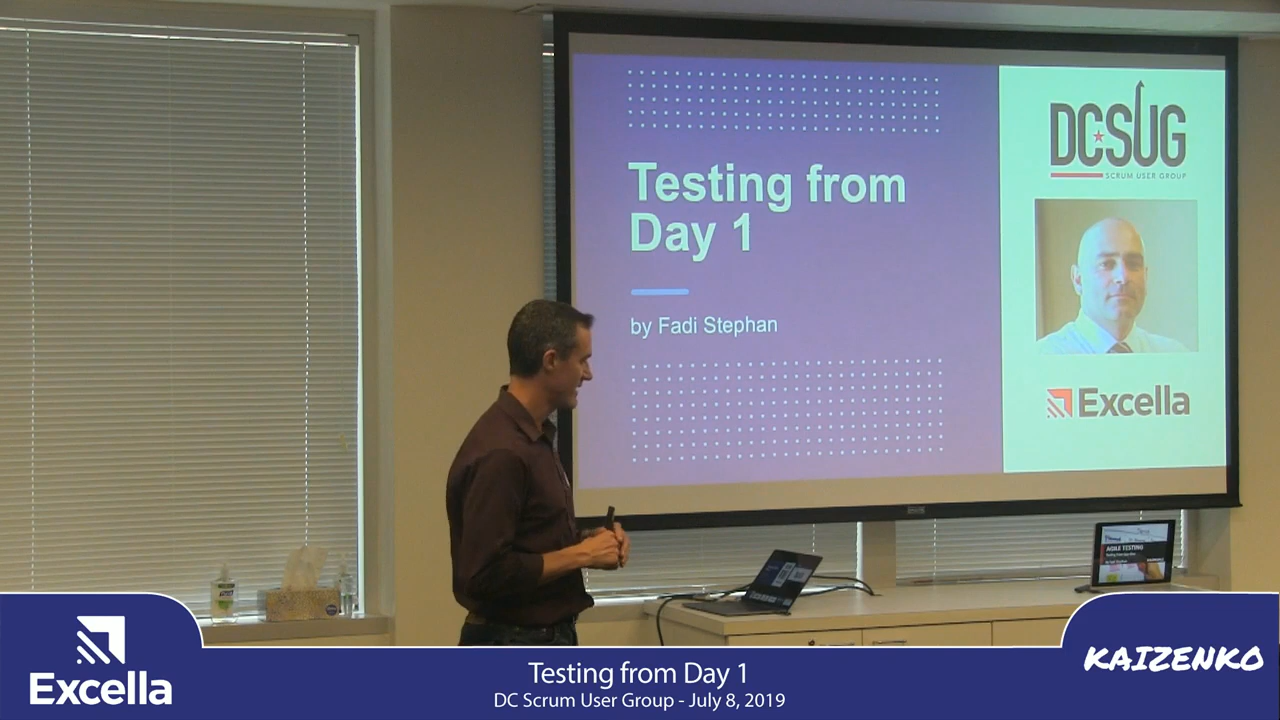 Testing from
Day 1
by Fadi Stephan
DCSUG
SCRUM USER GROUP
Excella
AGILE TESTING
Excella
Testing from Day 1
DC Scrum User Group - July 8, 2019
KAIZENKO